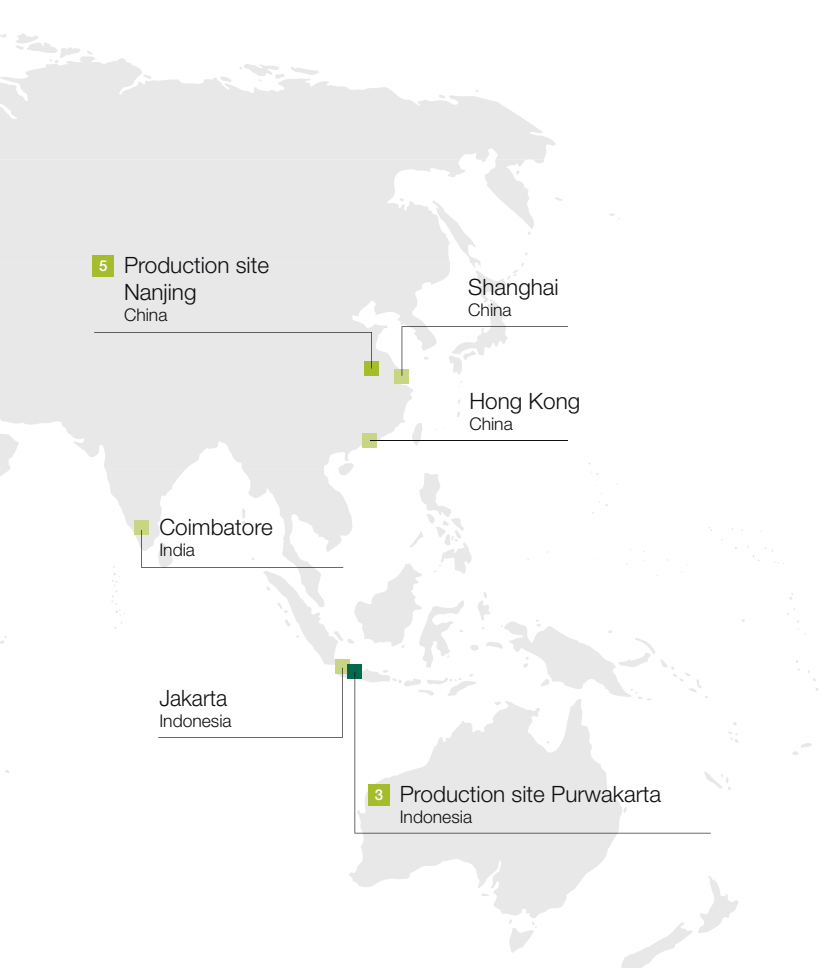 5 Production site
Nanjing
China
Shanghai
China
Hong Kong
China
Coimbatore
India
Jakarta
Indonesia
3 Production site Purwakarta
Indonesia